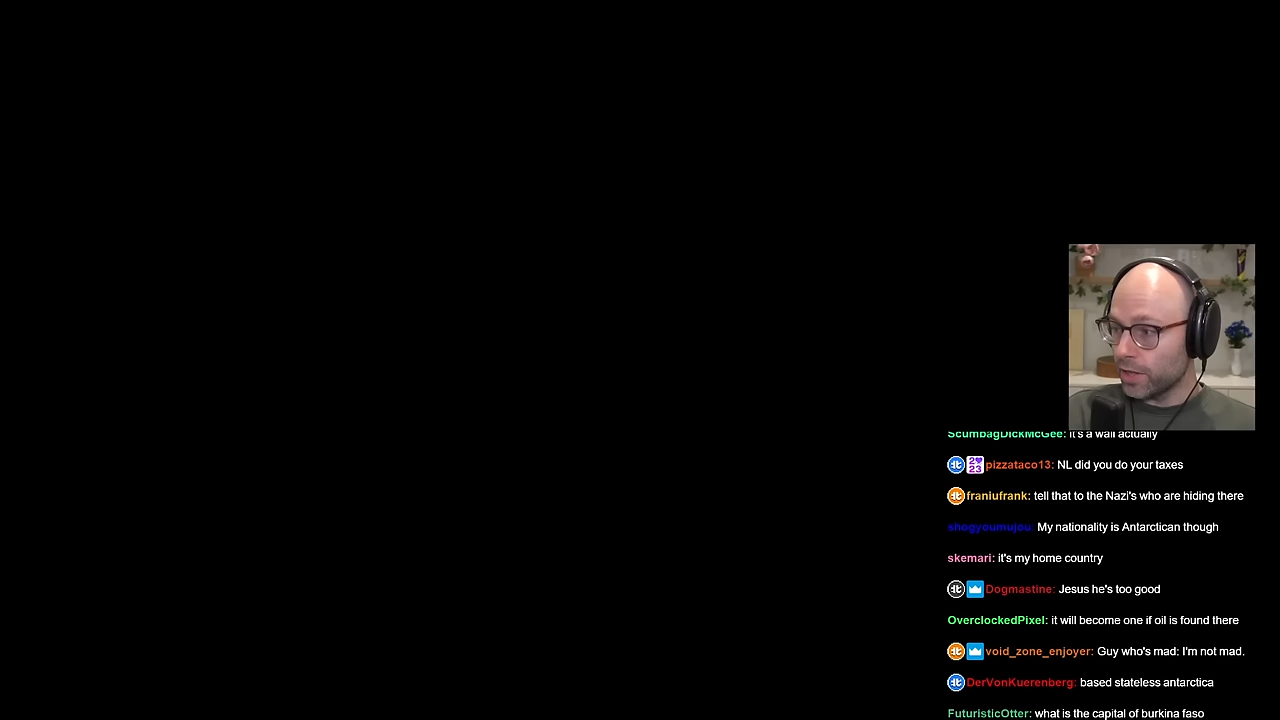 ScumbagDickMcGee: it's a wall actually
pizzataco13: NL did you do your taxes
franiufrank: tell that to the Nazi's who are hiding there
shogyoumujou: My nationality is Antarctican though
skemari: it's my home country
Dogmastine: Jesus he's too good
OverclockedPixel: it will become one if oil is found there
void_zone_enjoyer: Guy who's mad: I'm not mad.
DerVonKuerenberg: based stateless antarctica
FuturisticOtter: what is the capital of burkina faso